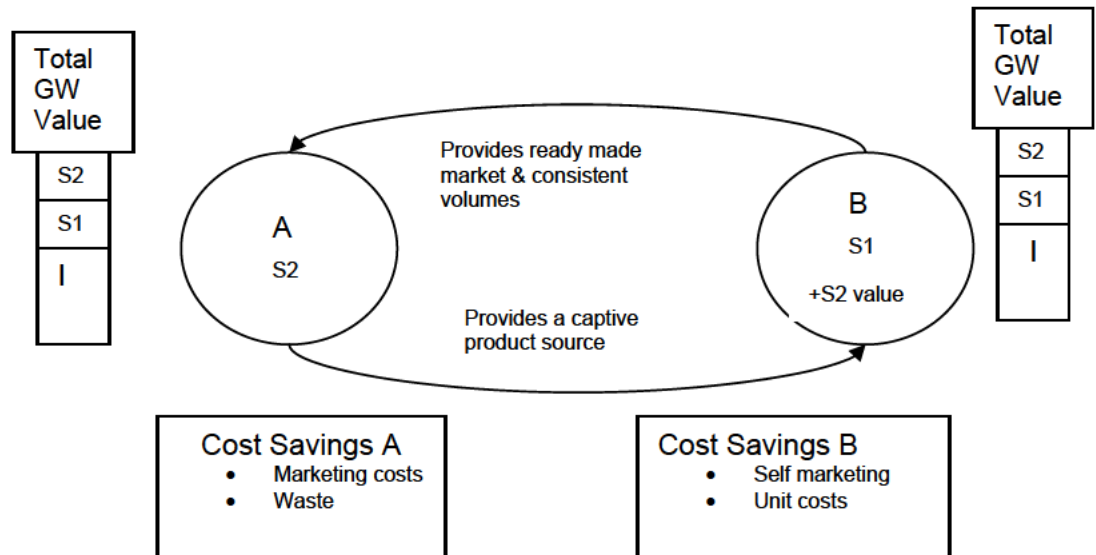 Total
GW
Value
S2
S1
I
A
S2
Provides ready made
market & consistent
volumes
Provides a captive
product source
B
S1
+S2 value
Total
GW
Value
S2
S1
I
Cost Savings A
• Marketing costs
• Waste
Cost Savings B
• Self marketing
• Unit costs